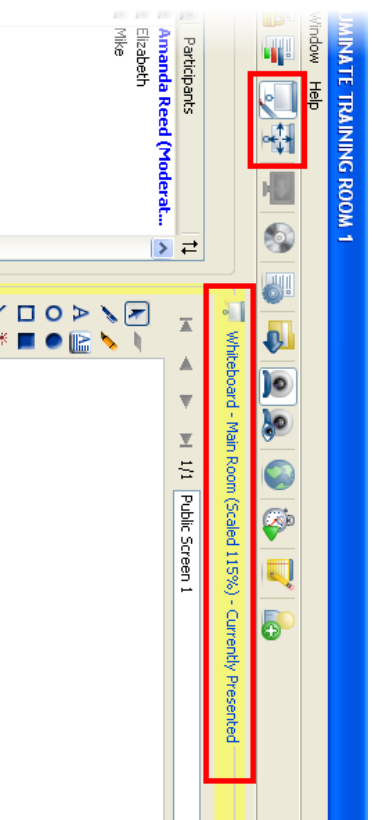 UMINATE TRAINING ROOM 1
Window Help
Participants
Amanda Reed (Moderat...
Elizabeth
Mike
Whiteboard - Main Room (Scaled 115%) - Currently Presented
1/1 Public Screen 1
A